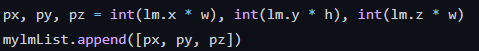 px, py, pz = int(lm.x * w), int(lm.y * h), int(lm.z * w)
mylmList.append([px, py, pz])